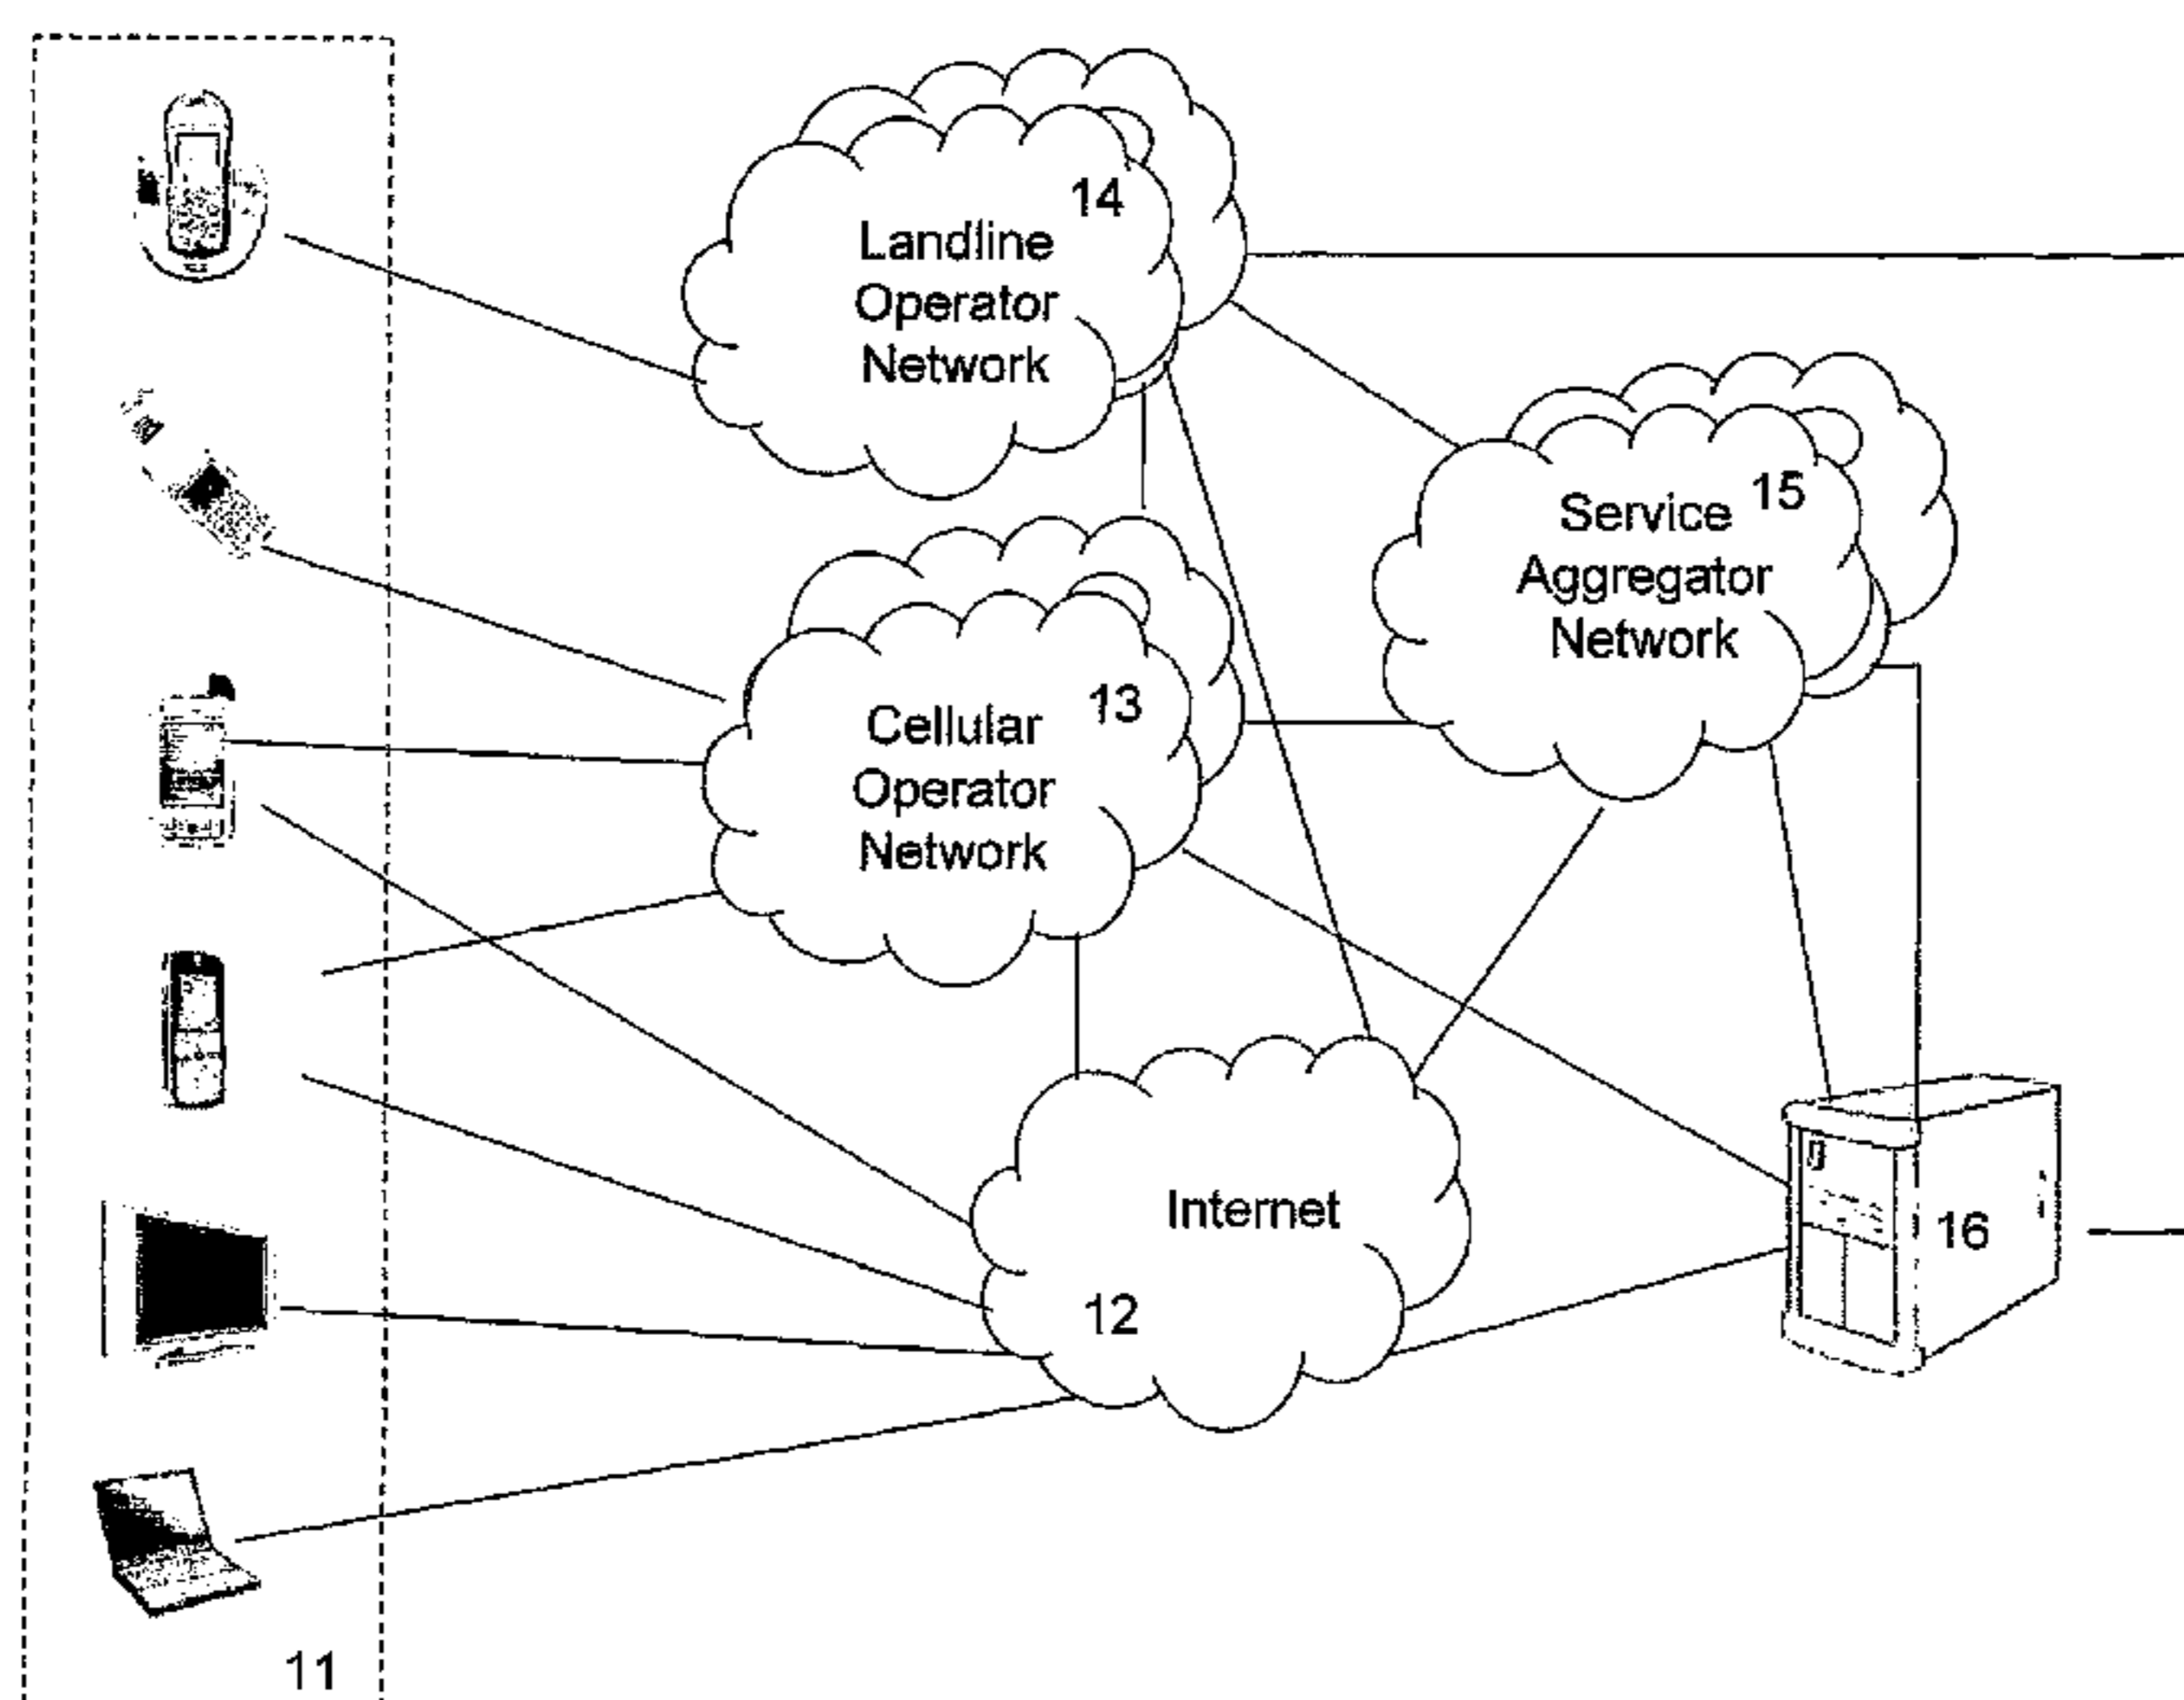 14
Landline
Operator
Network
15
Service
Aggregator
Network
13
Cellular
Operator
Network
Internet
12
16
11